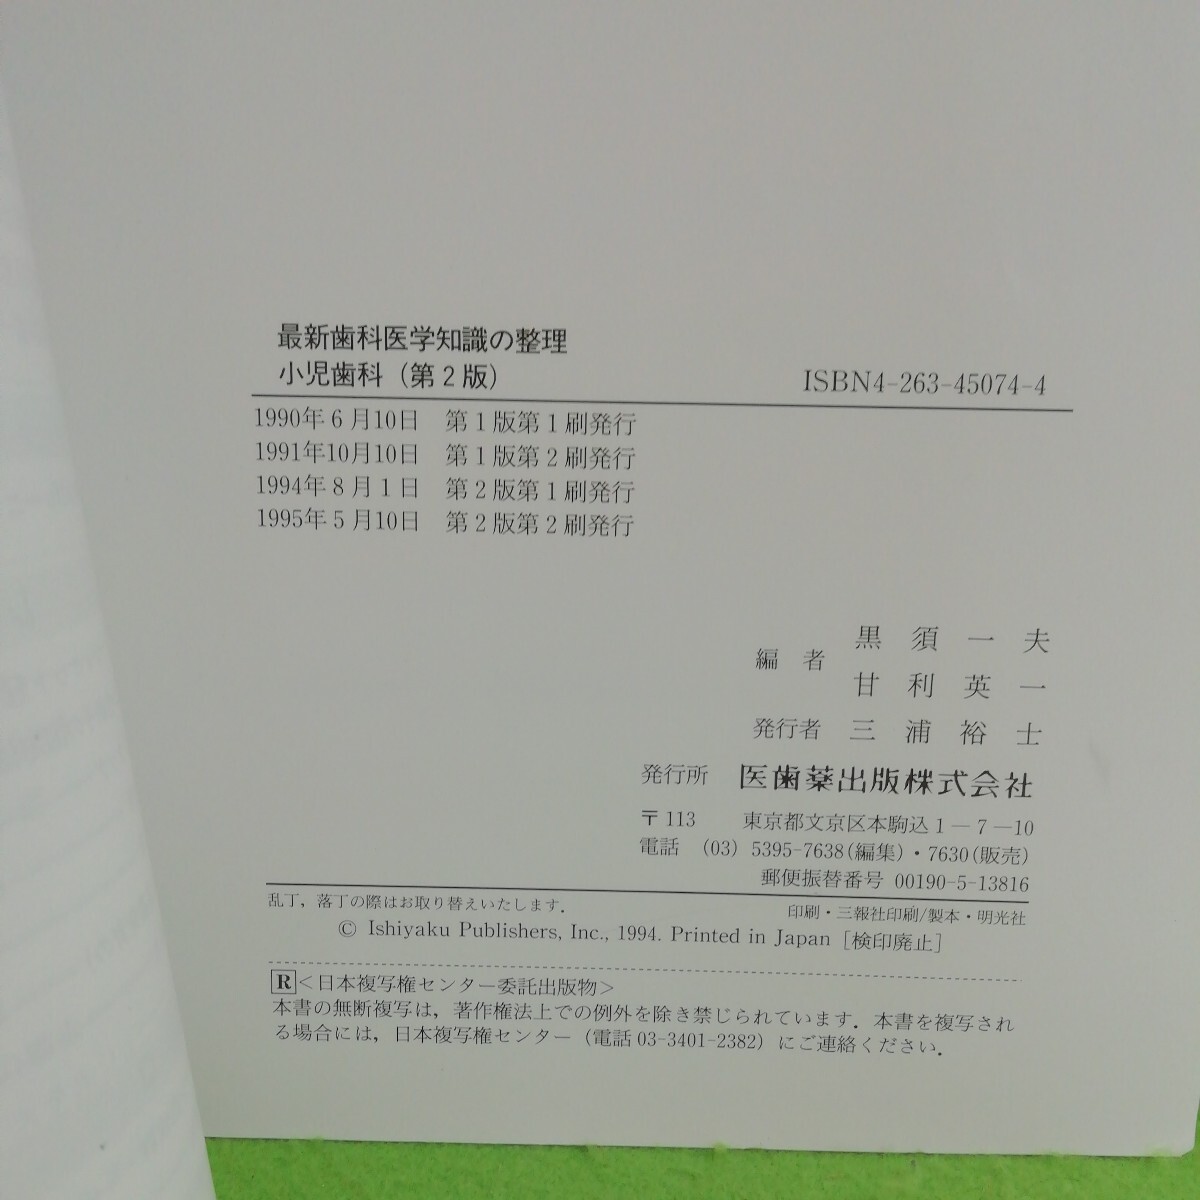 最新歯科医学知識の整理
小児歯科（第2版） ISBN4-263-45074-4
1990年6月10日 第1版第1刷発行
1991年10月10日 第1版第2刷発行
1994年8月1日 第2版第1刷発行
1995年5月10日 第2版第2刷発行
編者 黒須一夫
甘利英一
発行者 三浦裕士
発行所 医歯薬出版株式会社
〒113 東京都文京区本駒込1―7―10
電話 (03) 5395-7638(編集)・7630(販売)
郵便振替番号 00190-5-13816
乱丁，落丁の際はお取り替えいたします． 印刷・三報社印刷/製本・明光社
© Ishiyaku Publishers, Inc., 1994. Printed in Japan［検印廃止］
R＜日本複写権センター委託出版物＞
本書の無断複写は，著作権法上での例外を除き禁じられています．本書を複写され
る場合には，日本複写権センター（電話03-3401-2382）にご連絡ください．